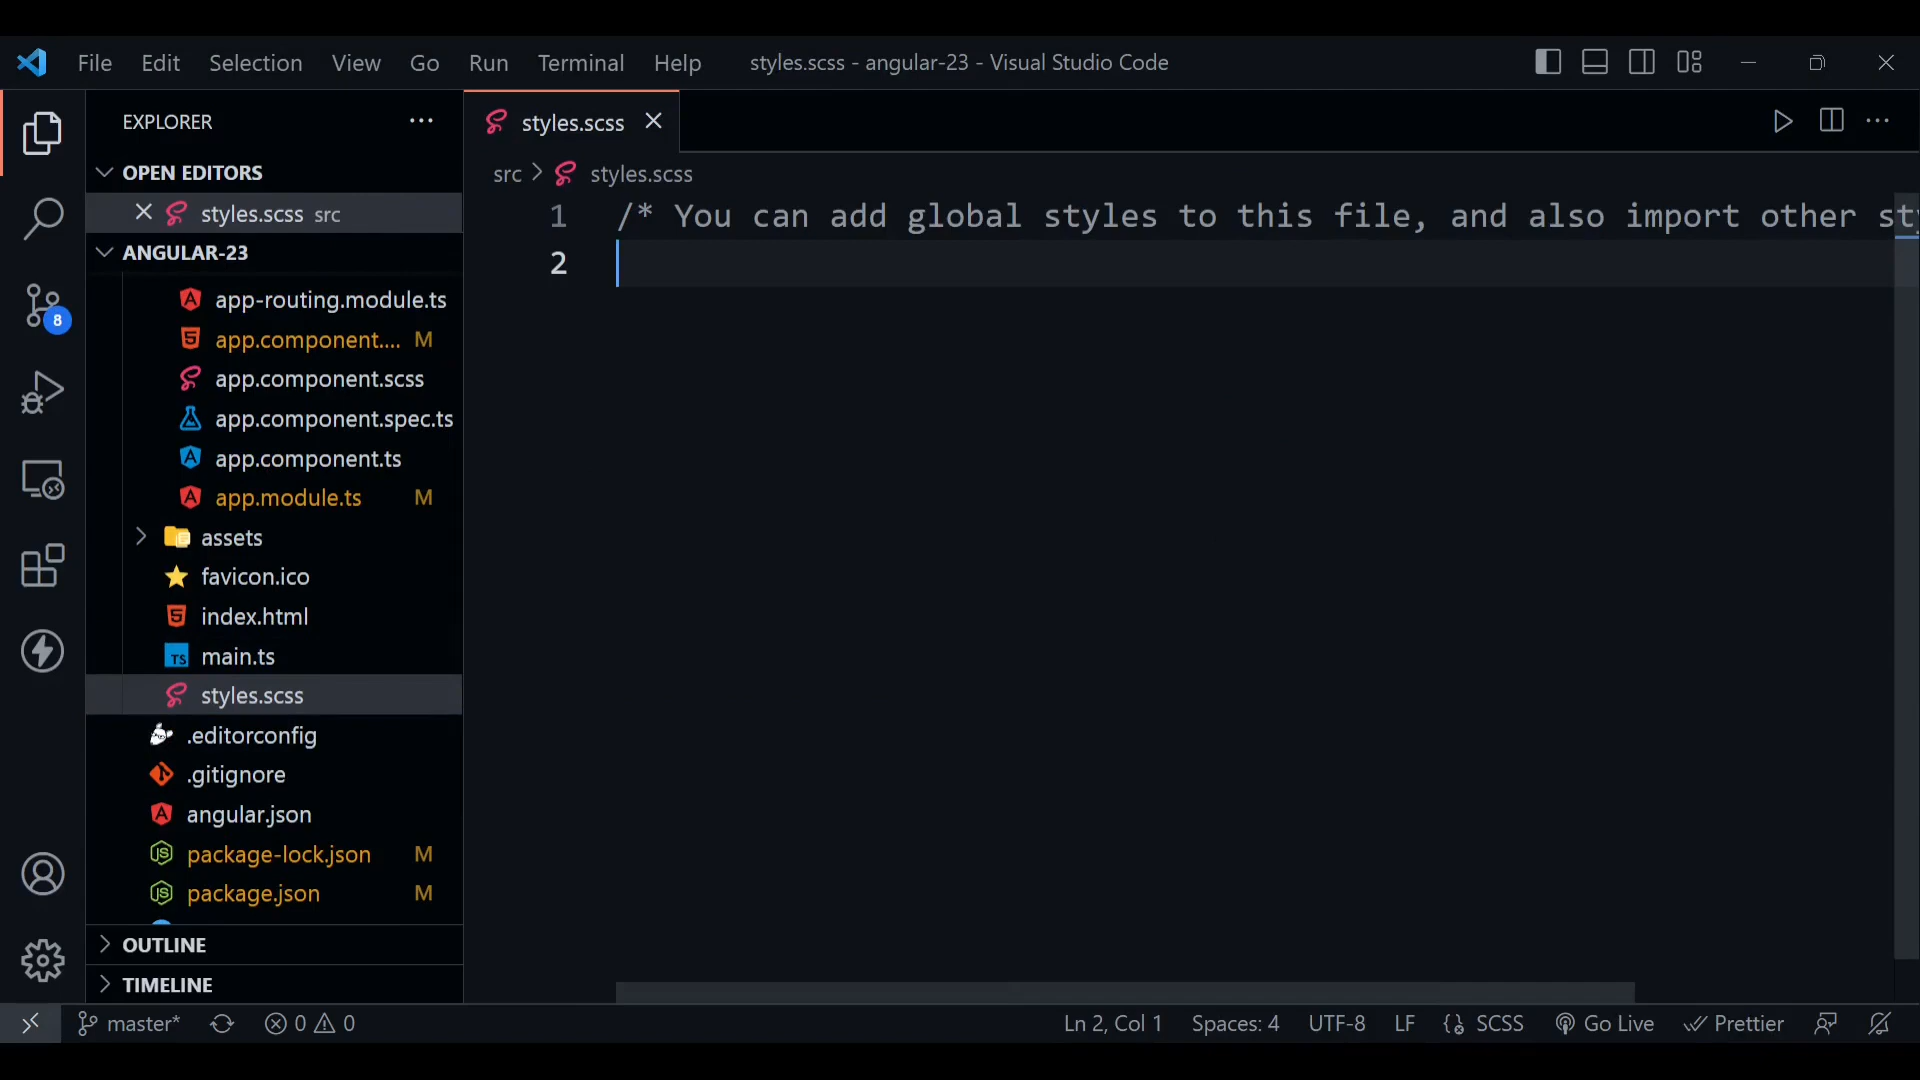 File Edit Selection View Go Run Terminal Help styles.scss - angular-23 - Visual Studio Code
EXPLORER
OPEN EDITORS
styles.scss src
ANGULAR-23
app-routing.module.ts
app.component.... M
app.component.scss
app.component.spec.ts
app.component.ts
app.module.ts M
assets
favicon.ico
index.html
TS main.ts
styles.scss
.editorconfig
.gitignore
angular.json
package-lock.json M
package.json M
OUTLINE
TIMELINE
8
styles.scss
src > styles.scss
1 /* You can add global styles to this file, and also import other sty
2
master* 0 0 Ln 2, Col 1 Spaces: 4 UTF-8 LF SCSS Go Live Prettier